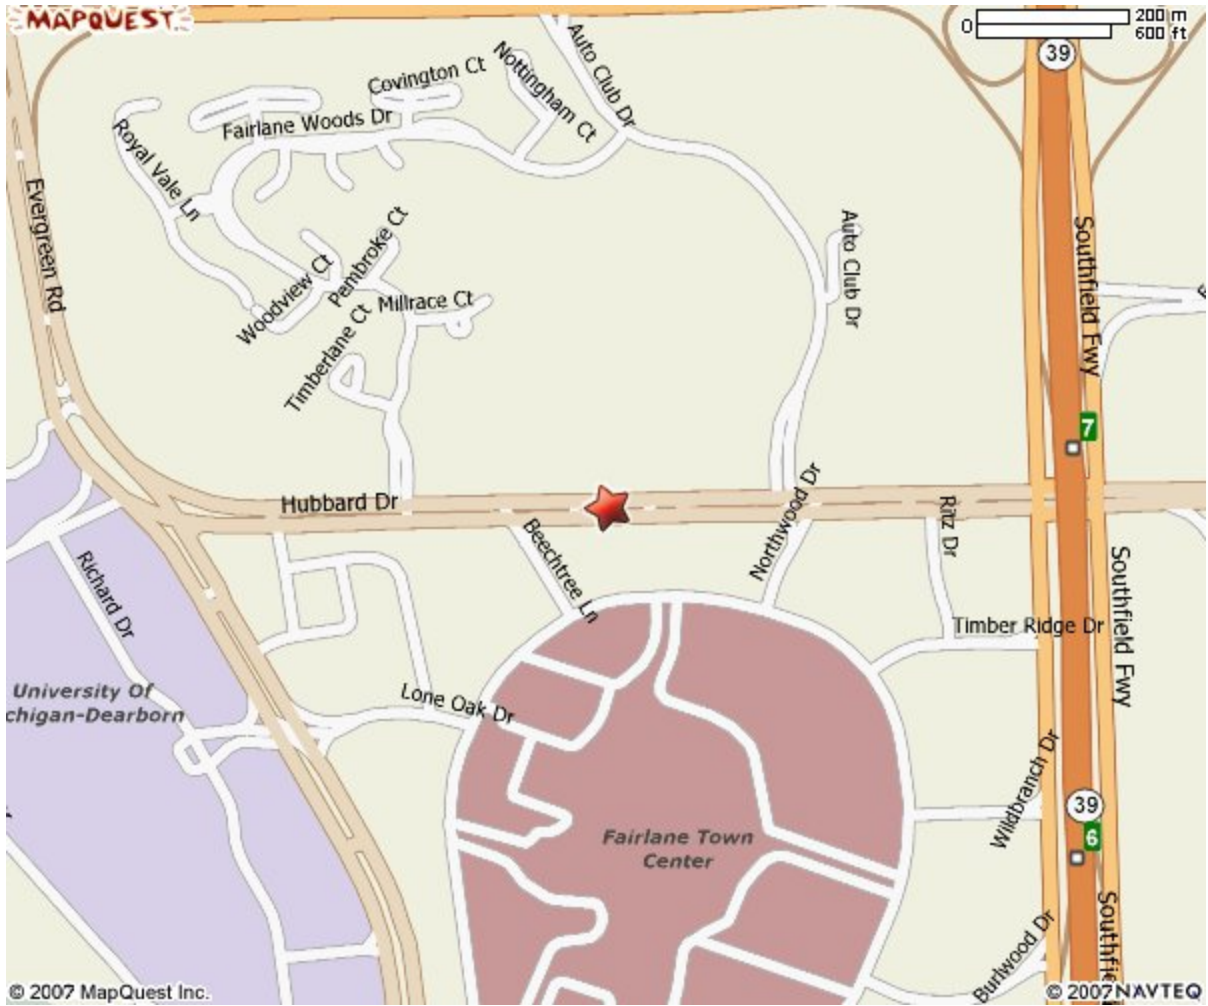 MAPQUEST
0
200 m
600 ft
39
Auto Club Dr
Nottingham Ct
Covington Ct
Fairlane Woods Dr
Royal Vale Ln
Evergreen Rd
Pembroke Ct
Woodview Ct
Millrace Ct
Timberlane Ct
Auto Club Dr
Southfield Fwy
7
Hubbard Dr
Northwood Dr
Ritz Dr
Beechtree Ln
Richard Dr
Southfield Fwy
Timber Ridge Dr
University Of
chigan-Dearborn
Lone Oak Dr
Wildbranch Dr
39
6
Fairlane Town
Center
Burlwood Dr
Southfie
© 2007 MapQuest Inc.
© 2007 NAVTEQ